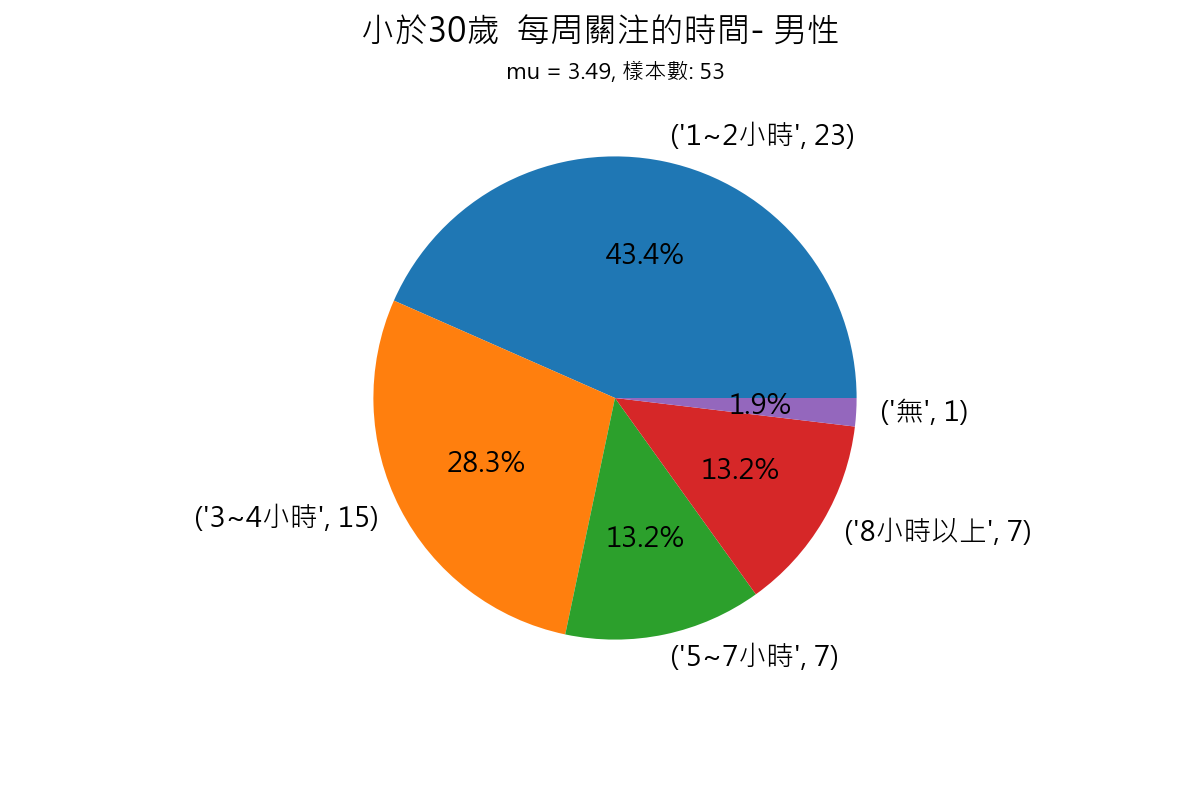 小於30歲  每周關注的時間- 男性
mu = 3.49, 樣本數: 53
('1~2小時', 23)
43.4%
1.9%
('無', 1)
28.3%
13.2%
('3~4小時', 15)
('8小時以上', 7)
13.2%
('5~7小時', 7)